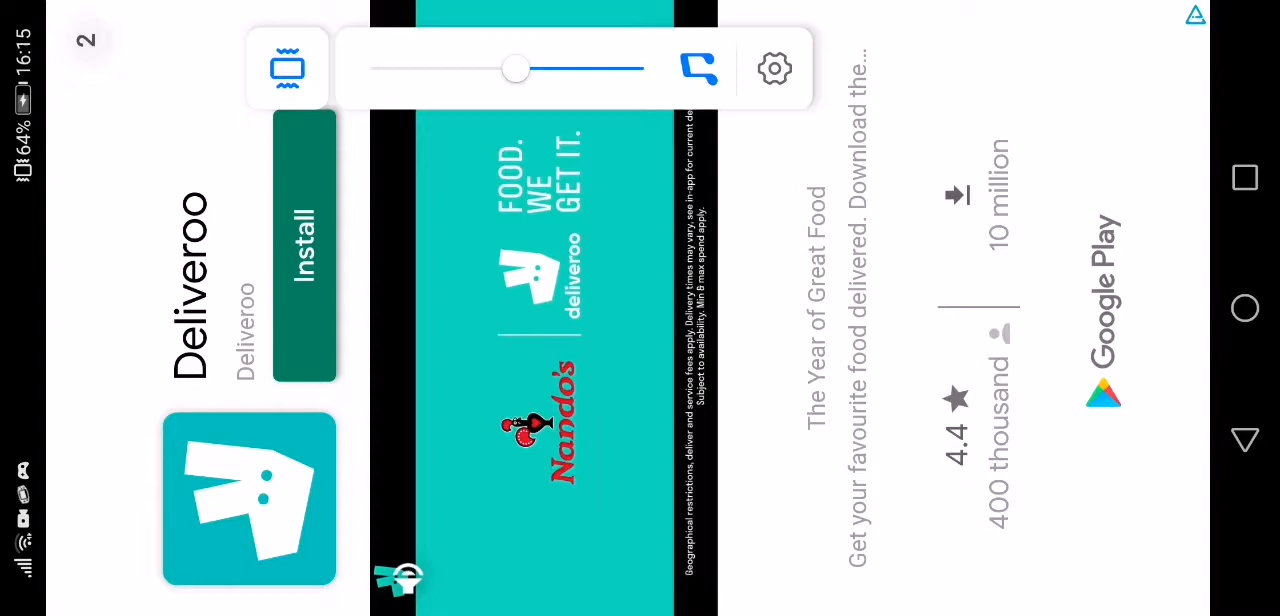 64% 16:15
2
Deliveroo
Deliveroo
Install
Nando's
deliveroo
FOOD.
WE
GET IT.
Geographical restrictions, deliver and service fees apply. Delivery times may vary, see in-app for current de
Subject to availability. Min & max spend apply.
The Year of Great Food
Get your favourite food delivered. Download the...
4.4
400 thousand
10 million
Google Play